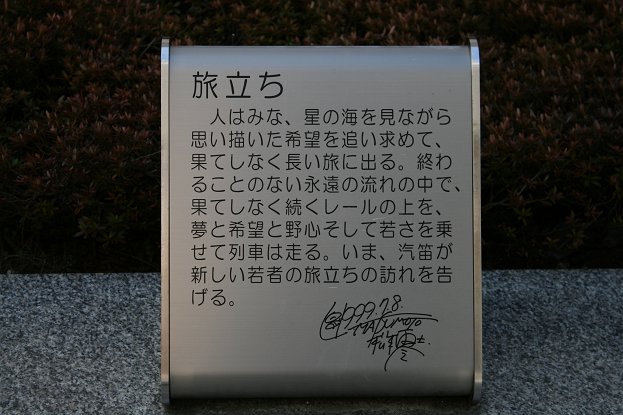 旅立ち
人はみな、星の海を見ながら
思い描いた希望を追い求めて、
果てしなく長い旅に出る。終わ
ることのない永遠の流れの中で、
果てしなく続くレールの上を、
夢と希望と野心そして若さを乗
せて列車は走る。いま、汽笛が
新しい若者の旅立ちの訪れを告
げる。
1999.7.8.